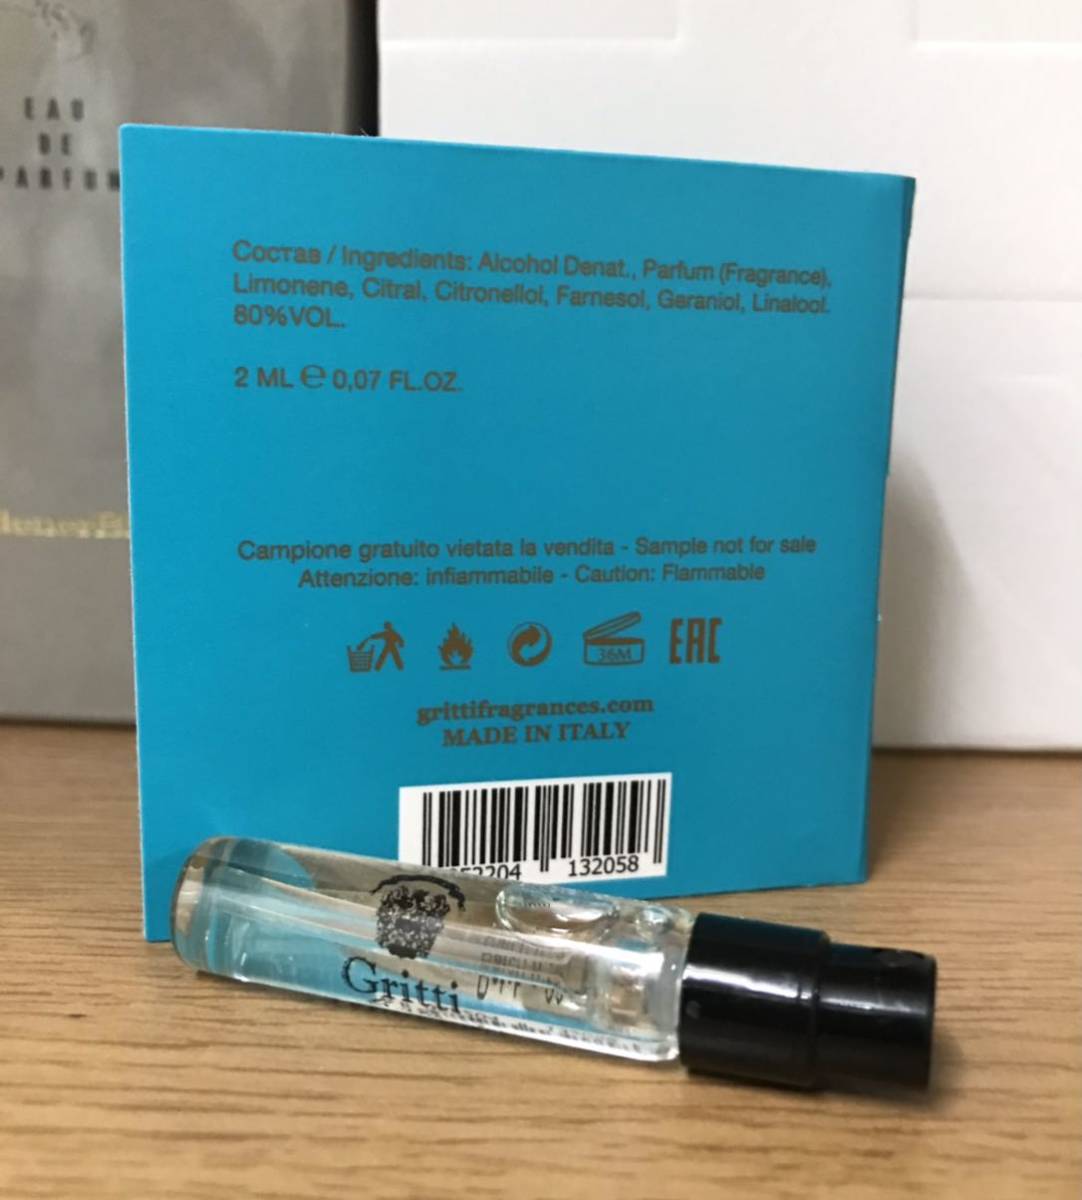 EAU
DE
PARFUM
Состав / Ingredients: Alcohol Denat., Parfum (Fragrance),
Limonene, Citral, Citronellol, Farnesol, Geraniol, Linalool.
80%VOL.
2 ML e 0,07 FL.OZ.
Campione gratuito vietata la vendita - Sample not for sale
Attenzione: infiammabile - Caution: Flammable
36M
EAC
grittifragrances.com
MADE IN ITALY
2204 132058
Gritti